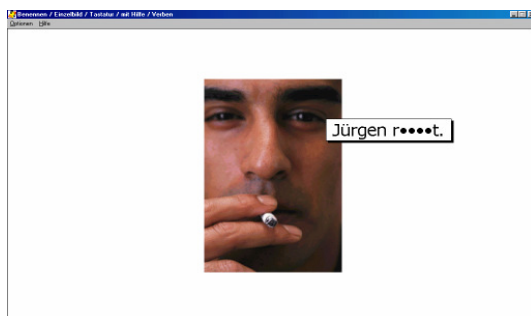 Benennen / Einzelbild / Tastatur / mit Hilfe / Verben
Optionen Hilfe
Jürgen r••••t.